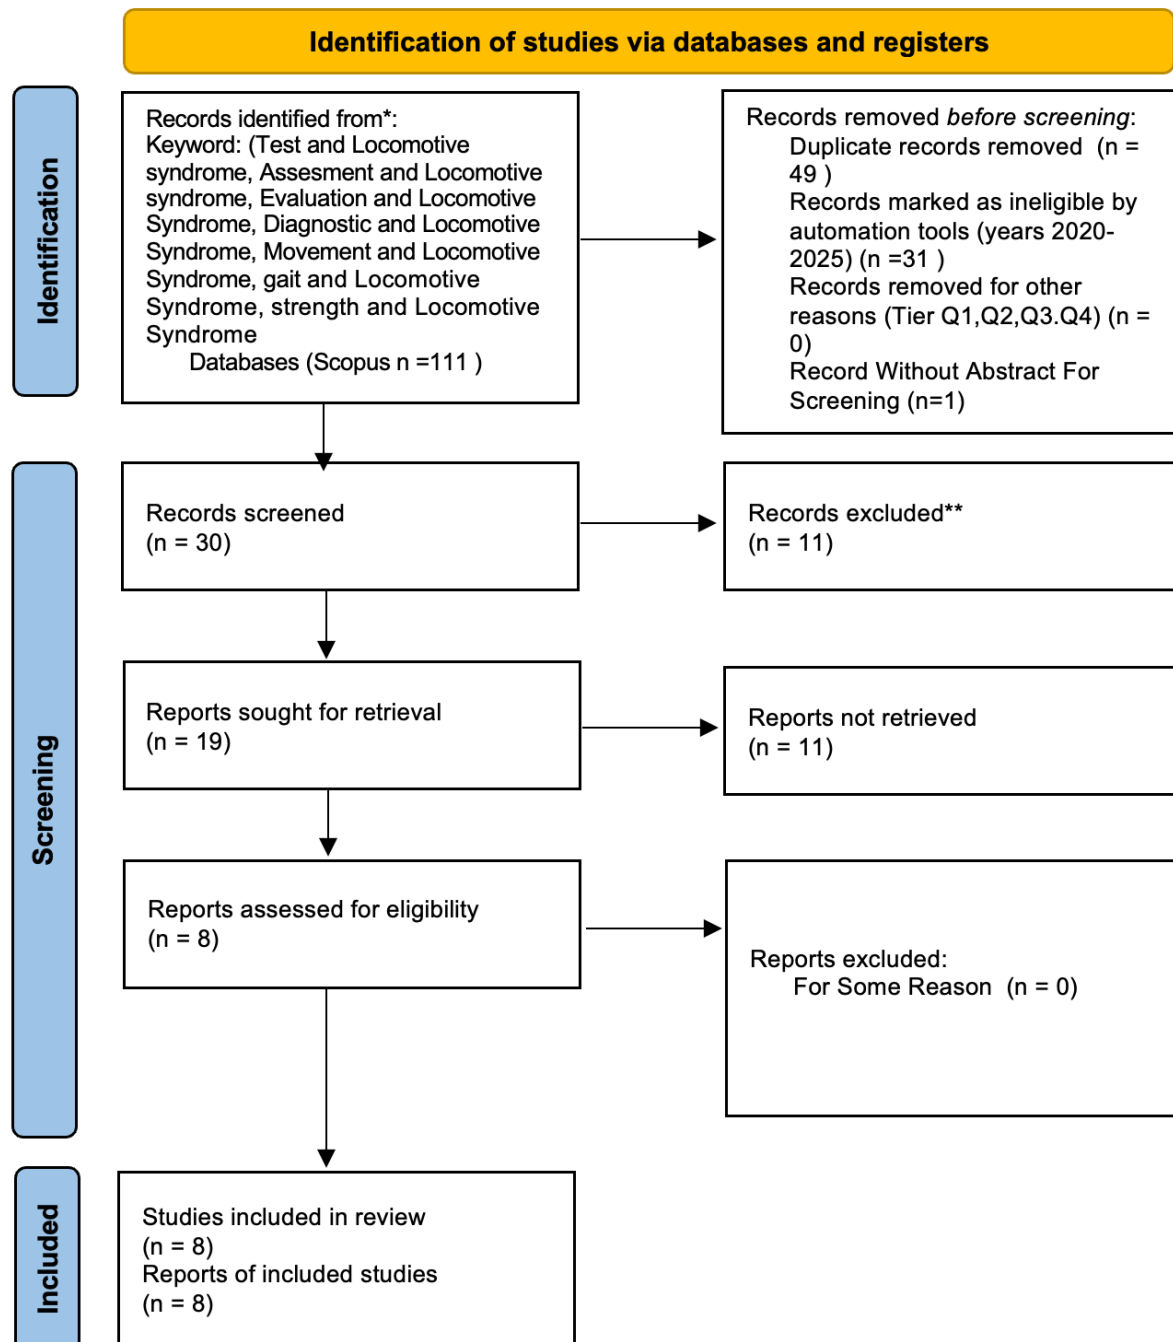 Identification of studies via databases and registers
Identification
Records identified from*:
Keyword: (Test and Locomotive
syndrome, Assesment and Locomotive
syndrome, Evaluation and Locomotive
Syndrome, Diagnostic and Locomotive
Syndrome, Movement and Locomotive
Syndrome, gait and Locomotive
Syndrome, strength and Locomotive
Syndrome
Databases (Scopus n =111 )
Records removed before screening:
Duplicate records removed  (n =
49 )
Records marked as ineligible by
automation tools (years 2020-
2025) (n =31 )
Records removed for other
reasons (Tier Q1,Q2,Q3.Q4) (n =
0)
Record Without Abstract For
Screening (n=1)
Screening
Records screened
(n = 30)
Records excluded**
(n = 11)
Reports sought for retrieval
(n = 19)
Reports not retrieved
(n = 11)
Reports assessed for eligibility
(n = 8)
Reports excluded:
For Some Reason  (n = 0)
Included
Studies included in review
(n = 8)
Reports of included studies
(n = 8)